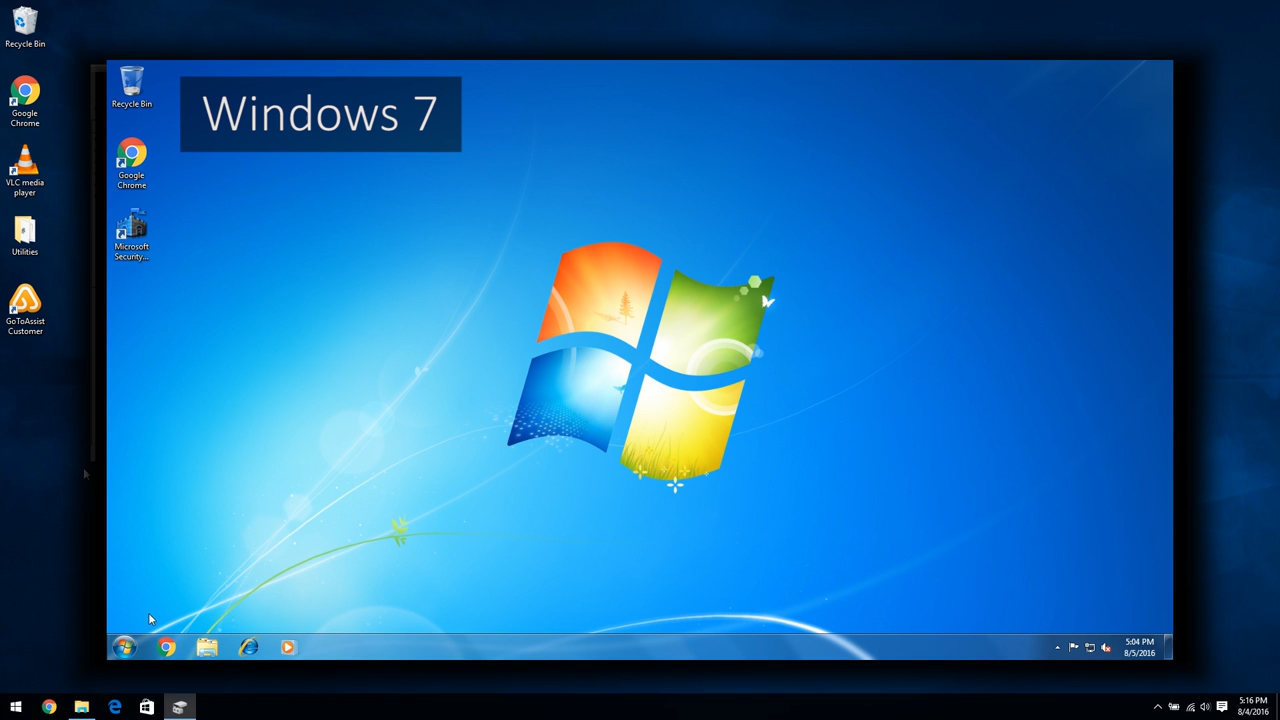 Recycle Bin
Google
Chrome
VLC media
player
Utilities
GoToAssist
Customer
Recycle Bin
Google
Chrome
Microsoft
Security...
Windows 7
5:04 PM
8/5/2016
5:16 PM
8/4/2016